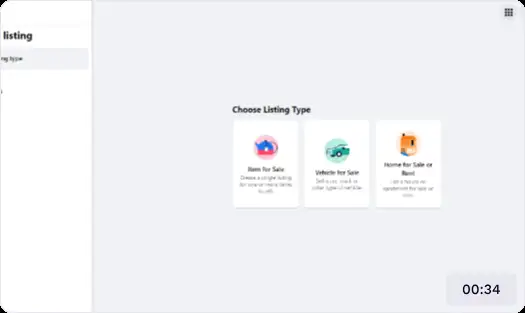 listing
ng type
Choose Listing Type
Item for Sale
Create a single listing
for one or more items
to sell.
Vehicle for Sale
Sell a car, truck or
other type of vehicle.
Home for Sale or
Rent
List a house or
apartment for sale or
rent.
00:34